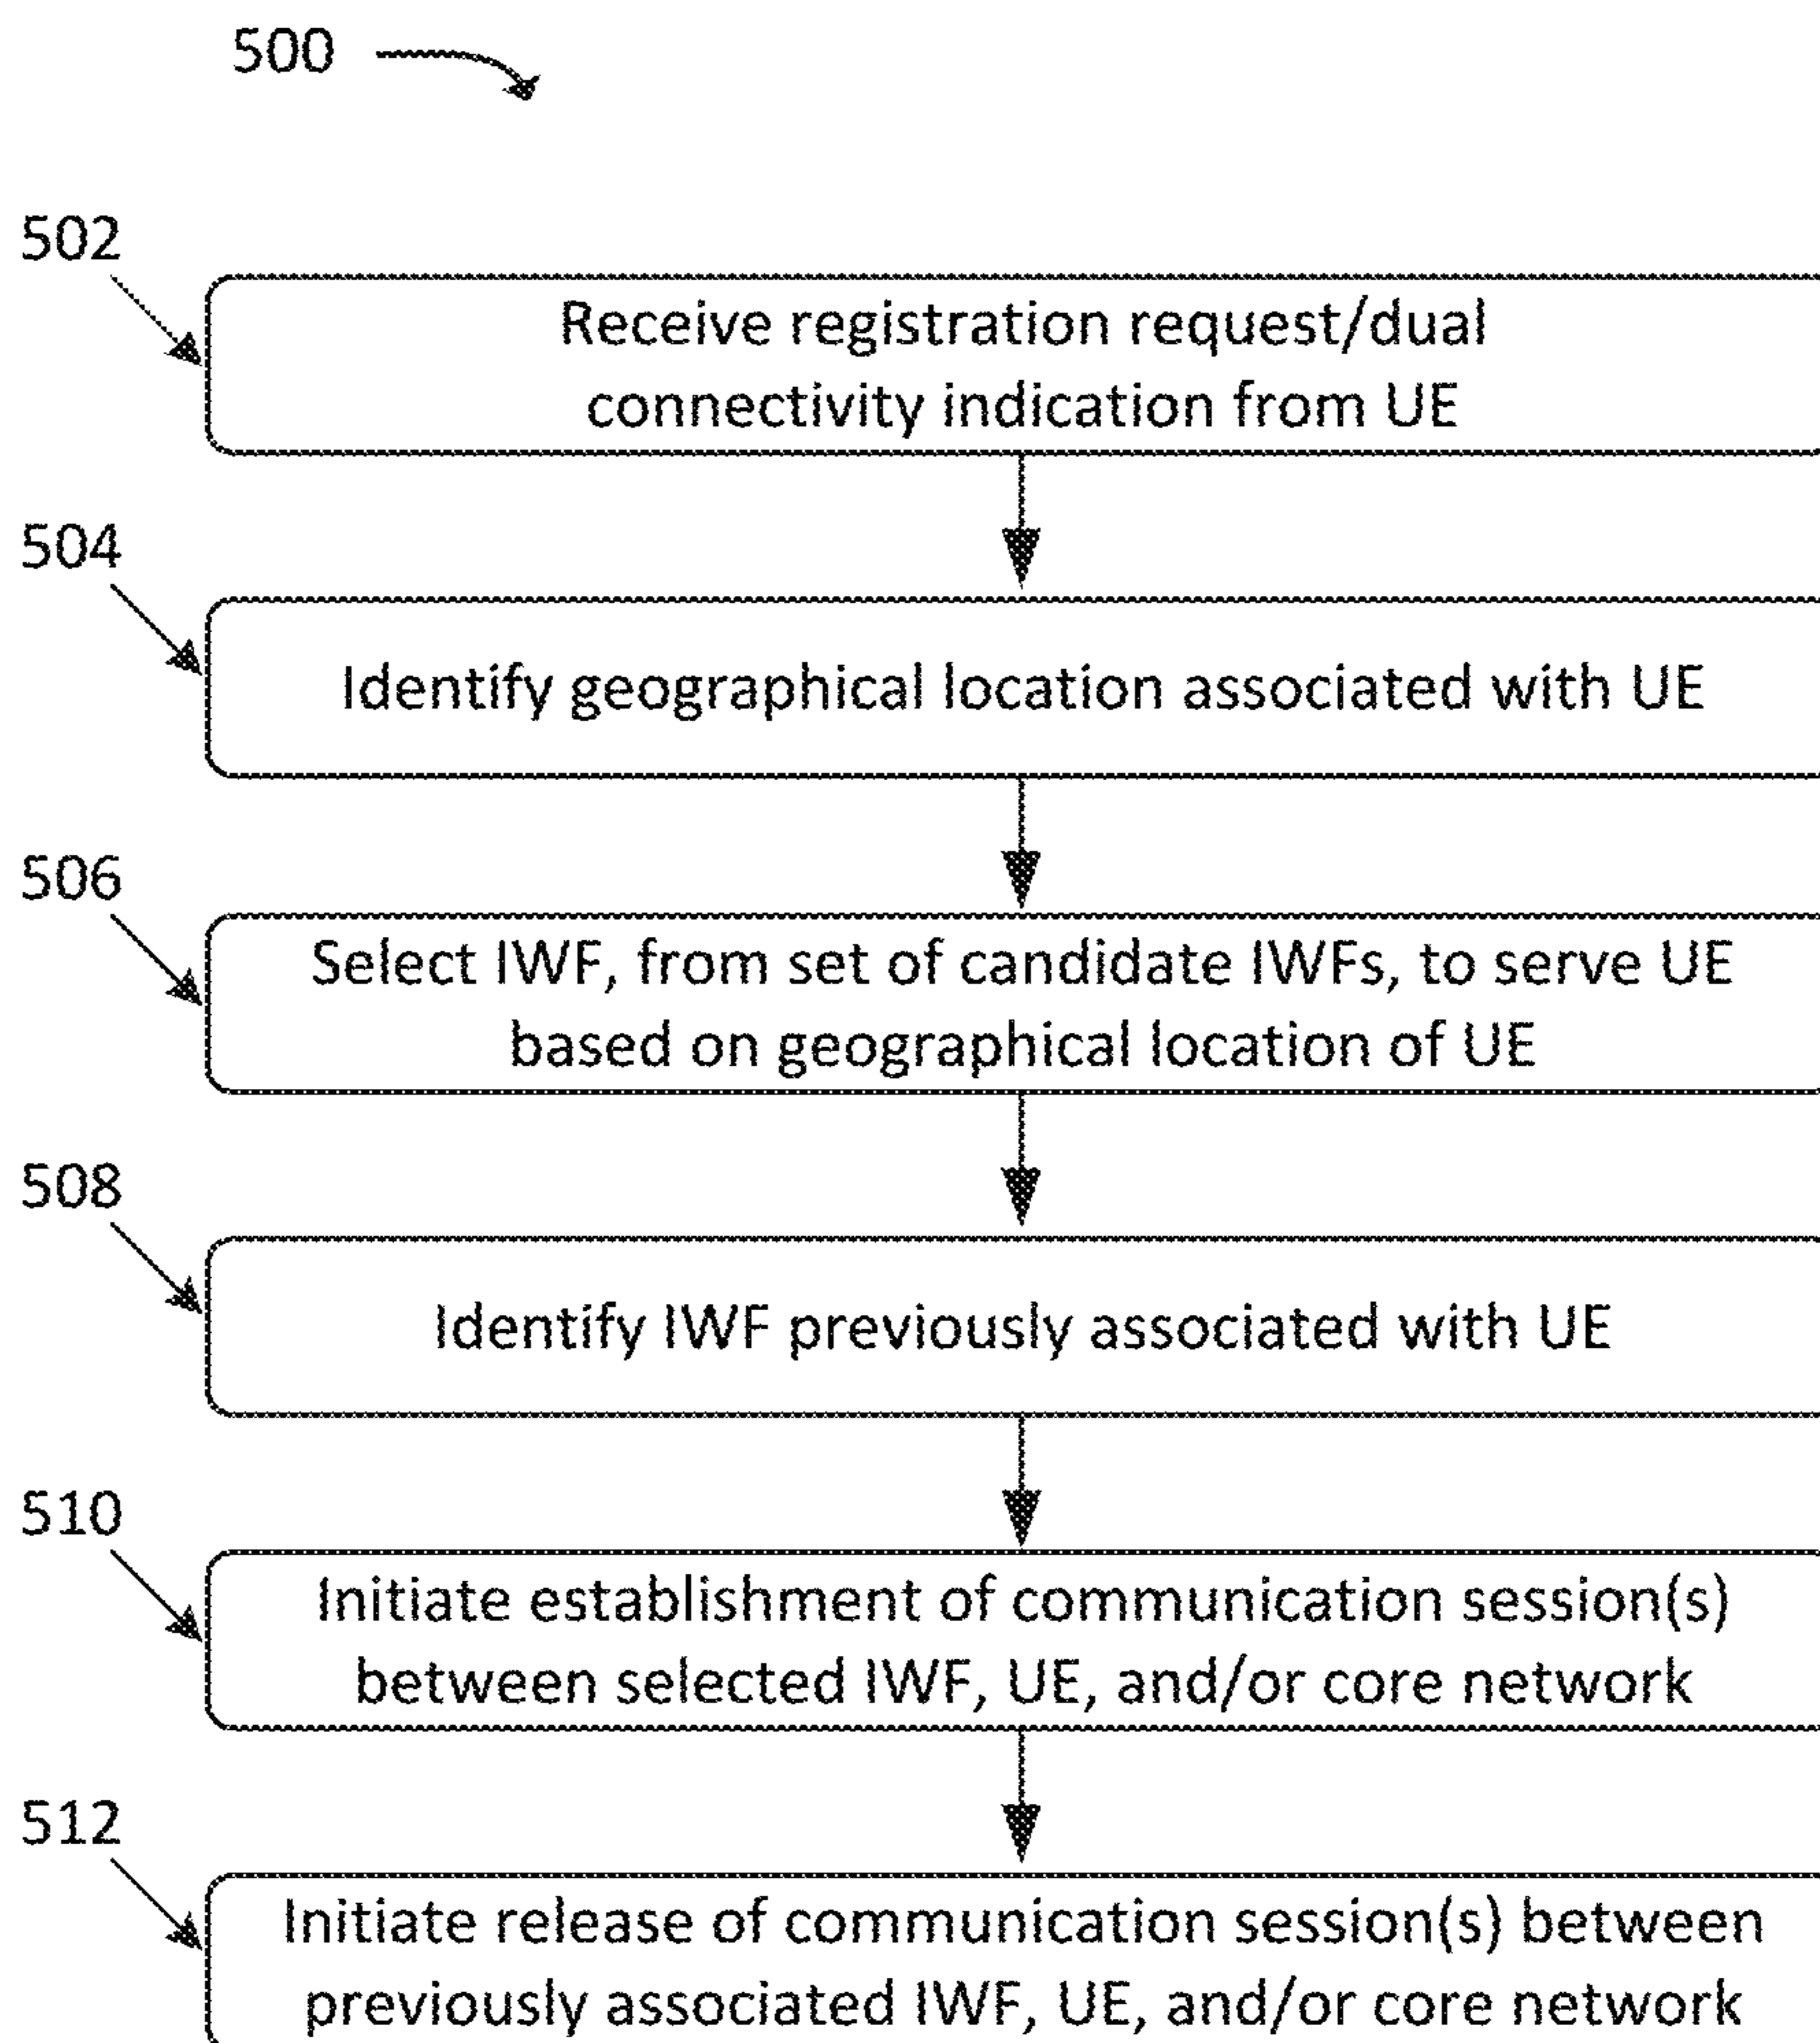 500
502
Receive registration request/dual
connectivity indication from UE
504
Identify geographical location associated with UE
506
Select IWF, from set of candidate IWFs, to serve UE
based on geographical location of UE
508
Identify IWF previously associated with UE
510
Initiate establishment of communication session(s)
between selected IWF, UE, and/or core network
512
Initiate release of communication session(s) between
previously associated IWF, UE, and/or core network